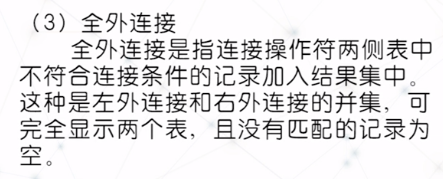 （3）全外连接
全外连接是指连接操作符两侧表中
不符合连接条件的记录加入结果集中。
这种是左外连接和右外连接的并集，可
完全显示两个表，且没有匹配的记录为
空。